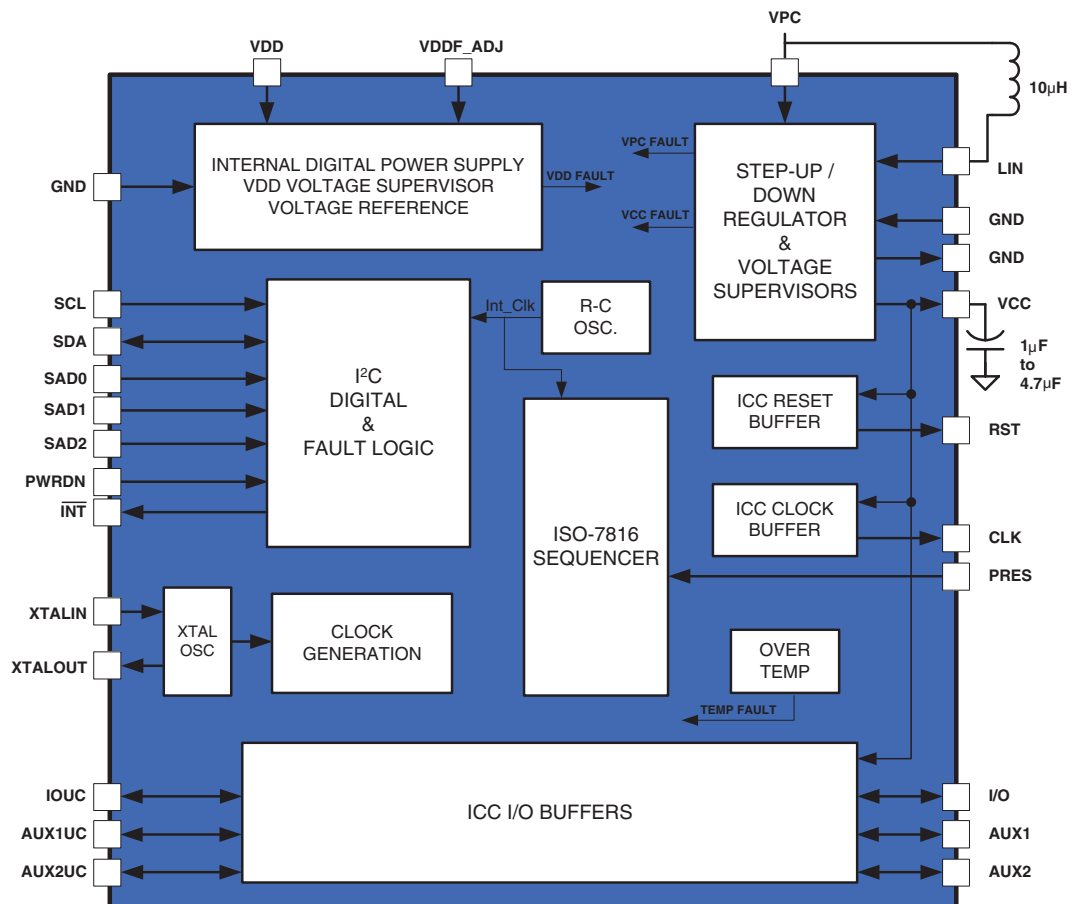 VPC
VDD
VDDF_ADJ
10µH
INTERNAL DIGITAL POWER SUPPLY
VDD VOLTAGE SUPERVISOR
VOLTAGE REFERENCE
VDD FAULT
VPC FAULT
VCC FAULT
STEP-UP /
DOWN
REGULATOR
&
VOLTAGE
SUPERVISORS
LIN
GND
GND
GND
VCC
1µF
to
4.7µF
SCL
SDA
SAD0
SAD1
SAD2
PWRDN
INT
I²C
DIGITAL
&
FAULT LOGIC
Int_Clk
R-C
OSC.
ICC RESET
BUFFER
RST
ICC CLOCK
BUFFER
CLK
PRES
ISO-7816
SEQUENCER
XTALIN
XTALOUT
XTAL
OSC
CLOCK
GENERATION
OVER
TEMP
TEMP FAULT
IOUC
AUX1UC
AUX2UC
ICC I/O BUFFERS
I/O
AUX1
AUX2